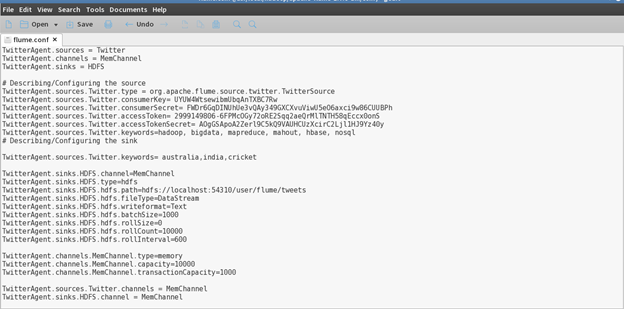 File Edit View Search Tools Documents Help
Open Save Undo
flume.conf ×
TwitterAgent.sources = Twitter
TwitterAgent.channels = MemChannel
TwitterAgent.sinks = HDFS
# Describing/Configuring the source
TwitterAgent.sources.Twitter.type = org.apache.flume.source.twitter.TwitterSource
TwitterAgent.sources.Twitter.consumerKey=
TwitterAgent.sources.Twitter.consumerSecret=
TwitterAgent.sources.Twitter.accessToken=
TwitterAgent.sources.Twitter.accessTokenSecret=
TwitterAgent.sources.Twitter.keywords=hadoop, bigdata, mapreduce, mahout, hbase, nosql
# Describing/Configuring the sink
TwitterAgent.sources.Twitter.keywords= australia,india,cricket
TwitterAgent.sinks.HDFS.channel=MemChannel
TwitterAgent.sinks.HDFS.type=hdfs
TwitterAgent.sinks.HDFS.hdfs.path=hdfs://localhost:54310/user/flume/tweets
TwitterAgent.sinks.HDFS.hdfs.fileType=DataStream
TwitterAgent.sinks.HDFS.hdfs.writeformat=Text
TwitterAgent.sinks.HDFS.hdfs.batchSize=1000
TwitterAgent.sinks.HDFS.hdfs.rollSize=0
TwitterAgent.sinks.HDFS.hdfs.rollCount=10000
TwitterAgent.sinks.HDFS.hdfs.rollInterval=600
TwitterAgent.channels.MemChannel.type=memory
TwitterAgent.channels.MemChannel.capacity=10000
TwitterAgent.channels.MemChannel.transactionCapacity=1000
TwitterAgent.sources.Twitter.channels = MemChannel
TwitterAgent.sinks.HDFS.channel = MemChannel